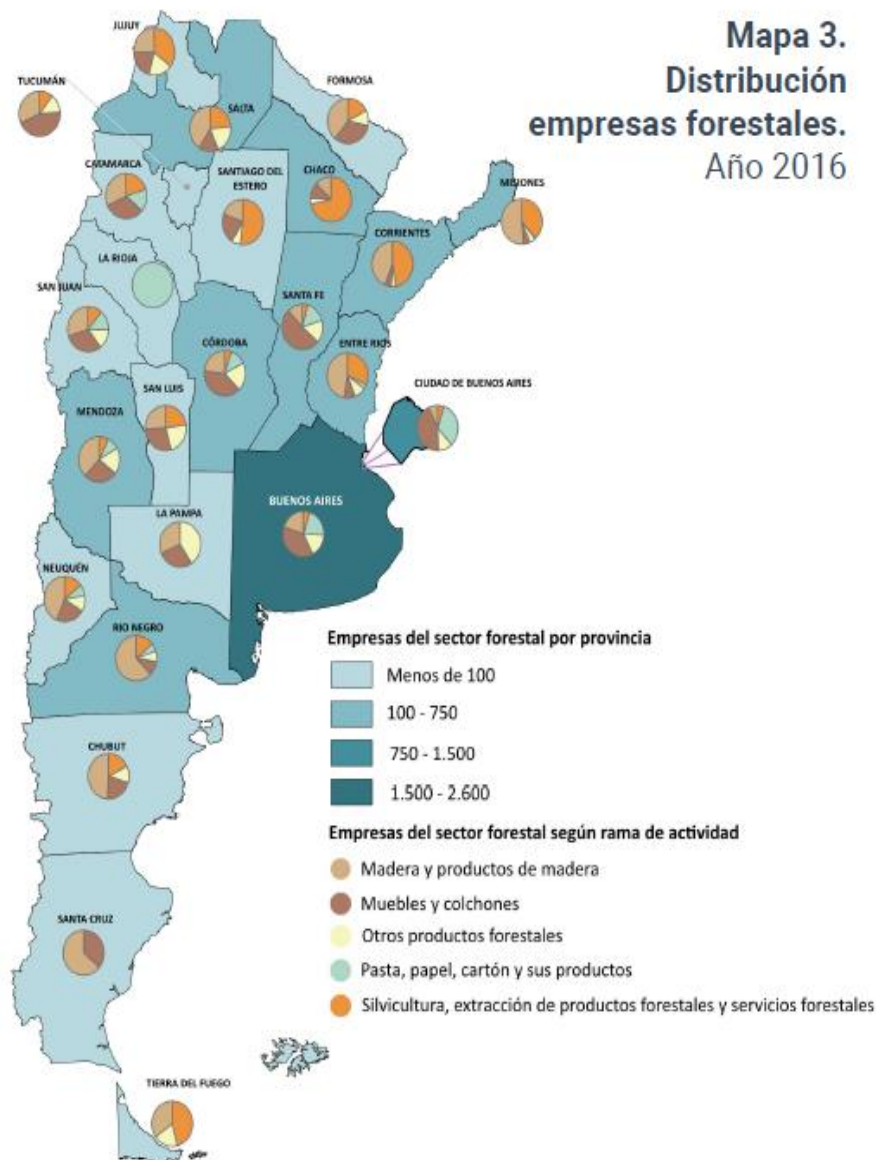 Mapa 3.
Distribución
empresas forestales.
Año 2016
JUJUY
TUCUMÁN
FORMOSA
SALTA
CATAMARCA
SANTIAGO DEL
ESTERO
CHACO
MISIONES
CORRIENTES
LA RIOJA
SAN JUAN
SANTA FE
CÓRDOBA
ENTRE RIOS
CIUDAD DE BUENOS AIRES
SAN LUIS
MENDOZA
BUENOS AIRES
LA PAMPA
NEUQUÉN
RIO NEGRO
CHUBUT
SANTA CRUZ
TIERRA DEL FUEGO
Empresas del sector forestal por provincia
Menos de 100
100 - 750
750 - 1.500
1.500 - 2.600
Empresas del sector forestal según rama de actividad
Madera y productos de madera
Muebles y colchones
Otros productos forestales
Pasta, papel, cartón y sus productos
Silvicultura, extracción de productos forestales y servicios forestales